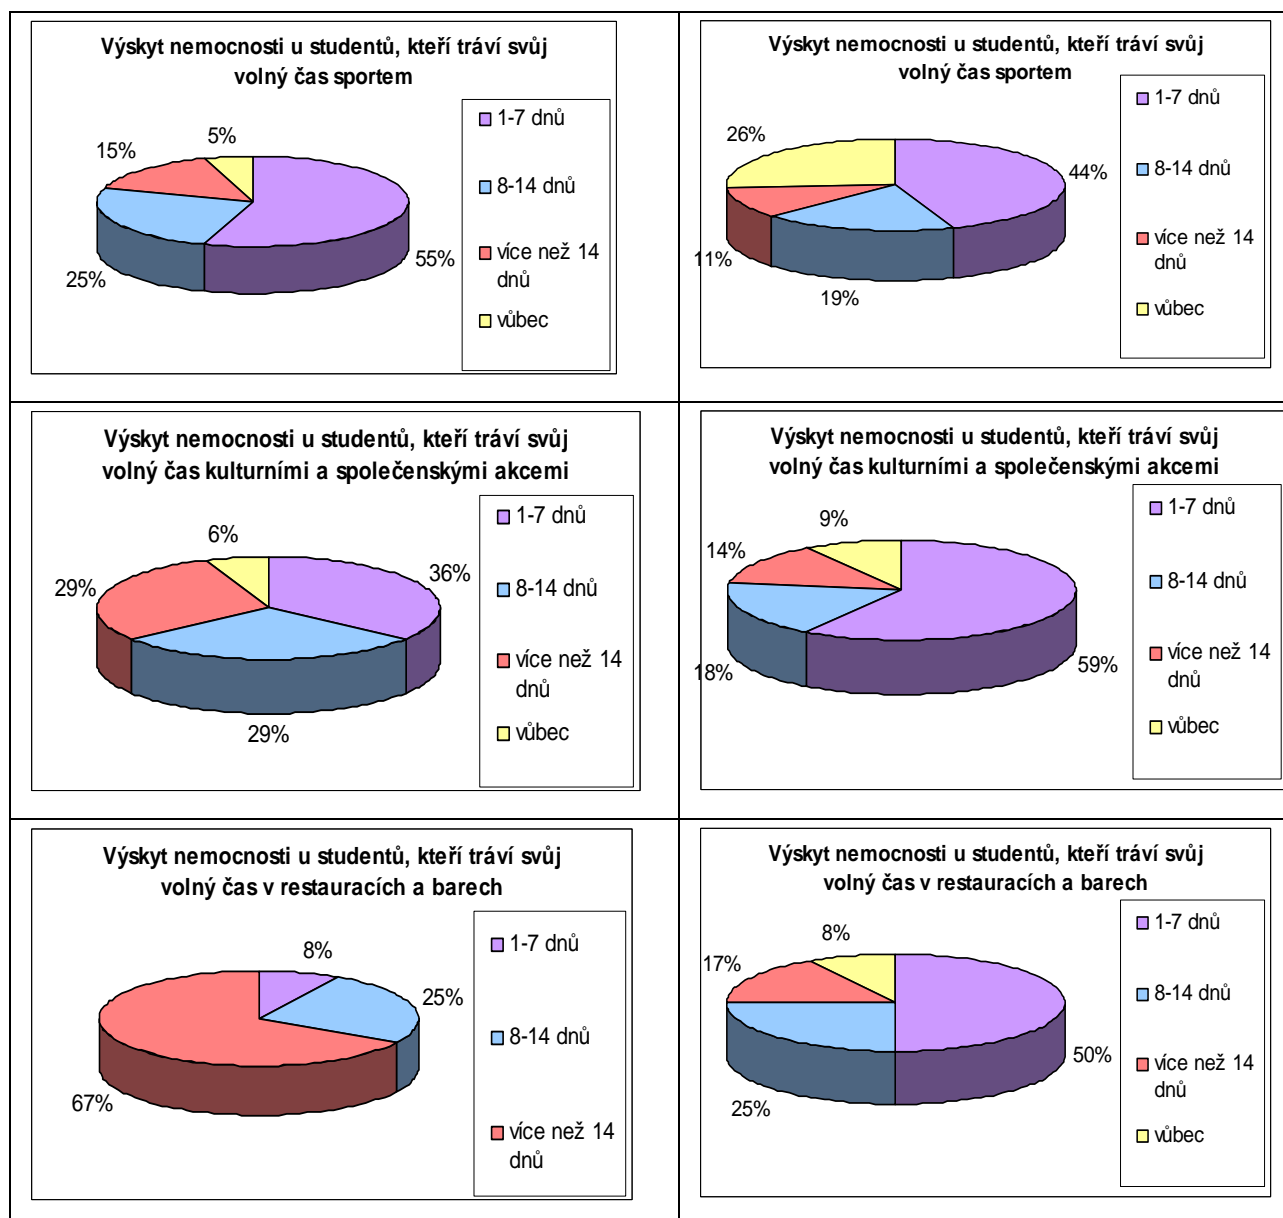 Výskyt nemocnosti u studentů, kteří tráví svůj
volný čas sportem
1-7 dnů
8-14 dnů
více než 14
dnů
vůbec
5%
15%
25%
55%
Výskyt nemocnosti u studentů, kteří tráví svůj
volný čas sportem
1-7 dnů
8-14 dnů
více než 14
dnů
vůbec
26%
44%
11%
19%
Výskyt nemocnosti u studentů, kteří tráví svůj
volný čas kulturními a společenskými akcemi
1-7 dnů
8-14 dnů
více než 14
dnů
vůbec
6%
29%
36%
29%
Výskyt nemocnosti u studentů, kteří tráví svůj
volný čas kulturními a společenskými akcemi
1-7 dnů
8-14 dnů
více než 14
dnů
vůbec
9%
14%
18%
59%
Výskyt nemocnosti u studentů, kteří tráví svůj
volný čas v restauracích a barech
1-7 dnů
8-14 dnů
více než 14
dnů
8%
25%
67%
Výskyt nemocnosti u studentů, kteří tráví svůj
volný čas v restauracích a barech
1-7 dnů
8-14 dnů
více než 14
dnů
vůbec
8%
17%
25%
50%